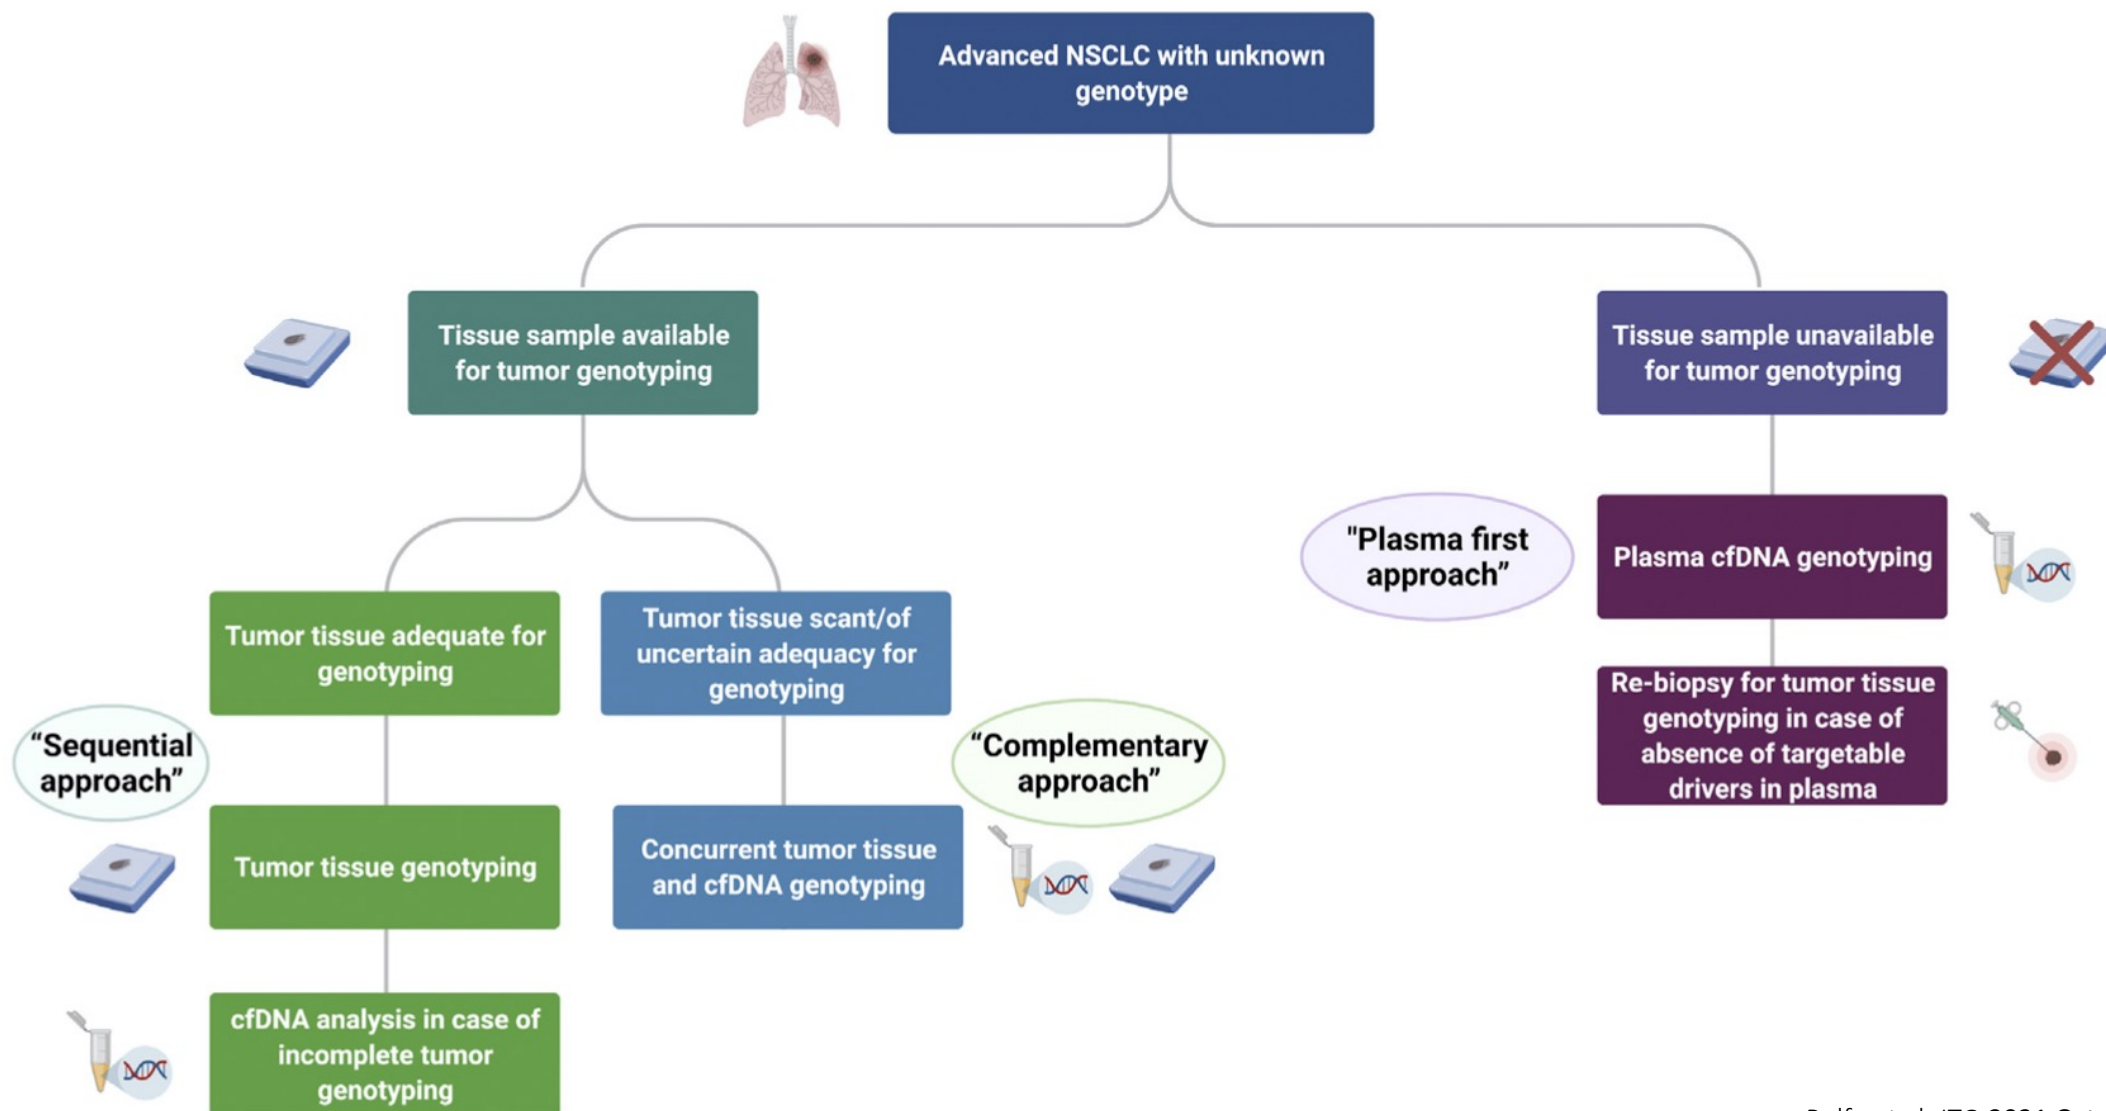 Advanced NSCLC with unknown
genotype
Tissue sample available
for tumor genotyping
Tissue sample unavailable
for tumor genotyping
"Plasma first
approach”
Plasma cfDNA genotyping
Re-biopsy for tumor tissue
genotyping in case of
absence of targetable
drivers in plasma
Tumor tissue adequate for
genotyping
Tumor tissue scant/of
uncertain adequacy for
genotyping
“Sequential
approach”
“Complementary
approach”
Tumor tissue genotyping
Concurrent tumor tissue
and cfDNA genotyping
cfDNA analysis in case of
incomplete tumor
genotyping